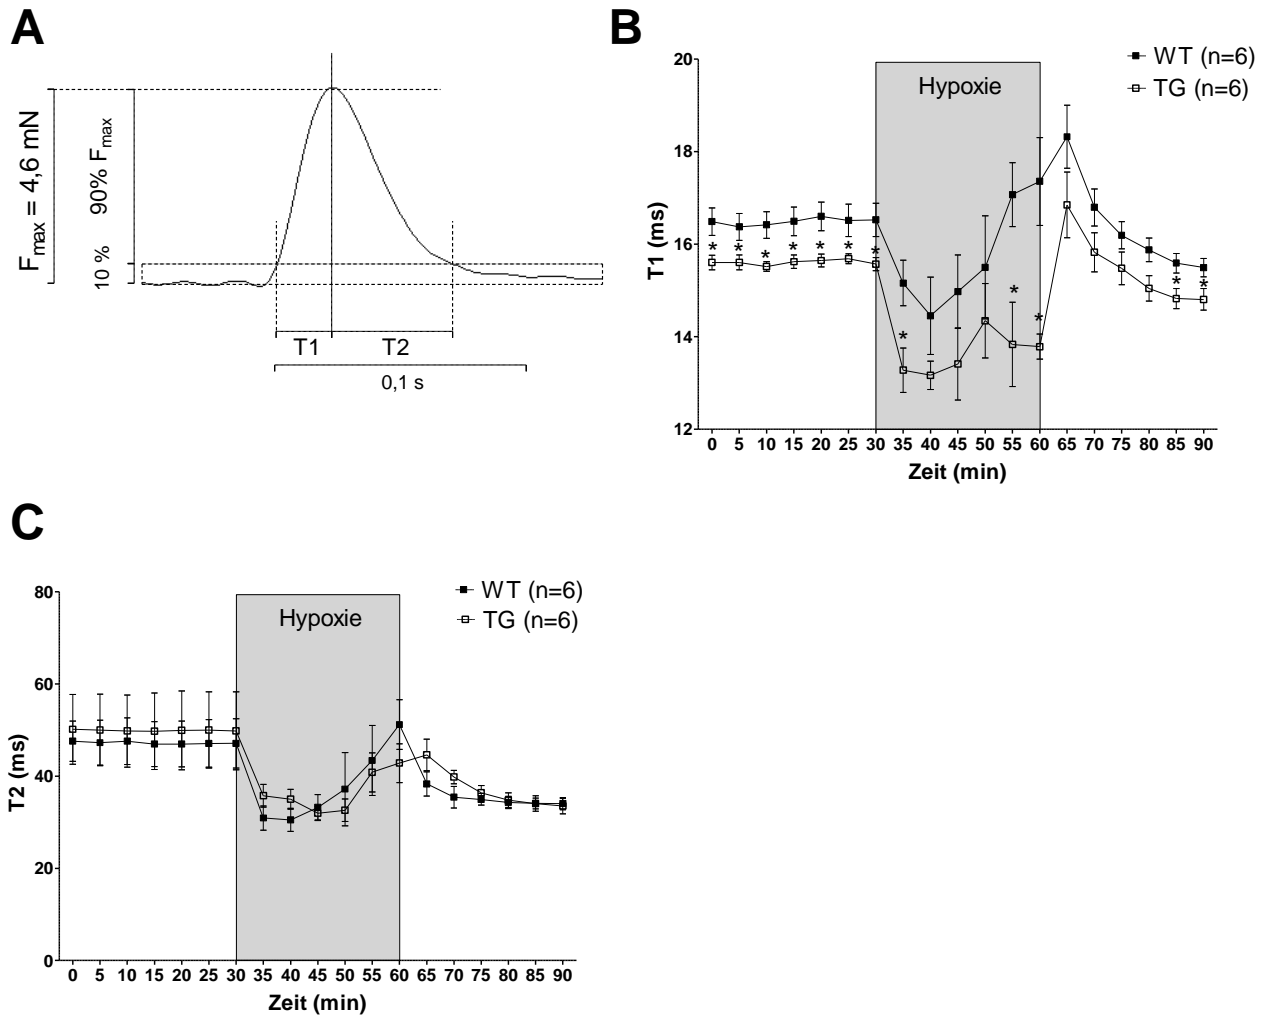 A
Fmax = 4,6 mN
90% Fmax
10 %
T1
T2
0,1 s
B
WT (n=6)
TG (n=6)
Hypoxie
T1 (ms)
20
18
16
14
12
* * * * * * * * * * * *
0 5 10 15 20 25 30 35 40 45 50 55 60 65 70 75 80 85 90
Zeit (min)
C
WT (n=6)
TG (n=6)
Hypoxie
T2 (ms)
80
60
40
20
0
0 5 10 15 20 25 30 35 40 45 50 55 60 65 70 75 80 85 90
Zeit (min)